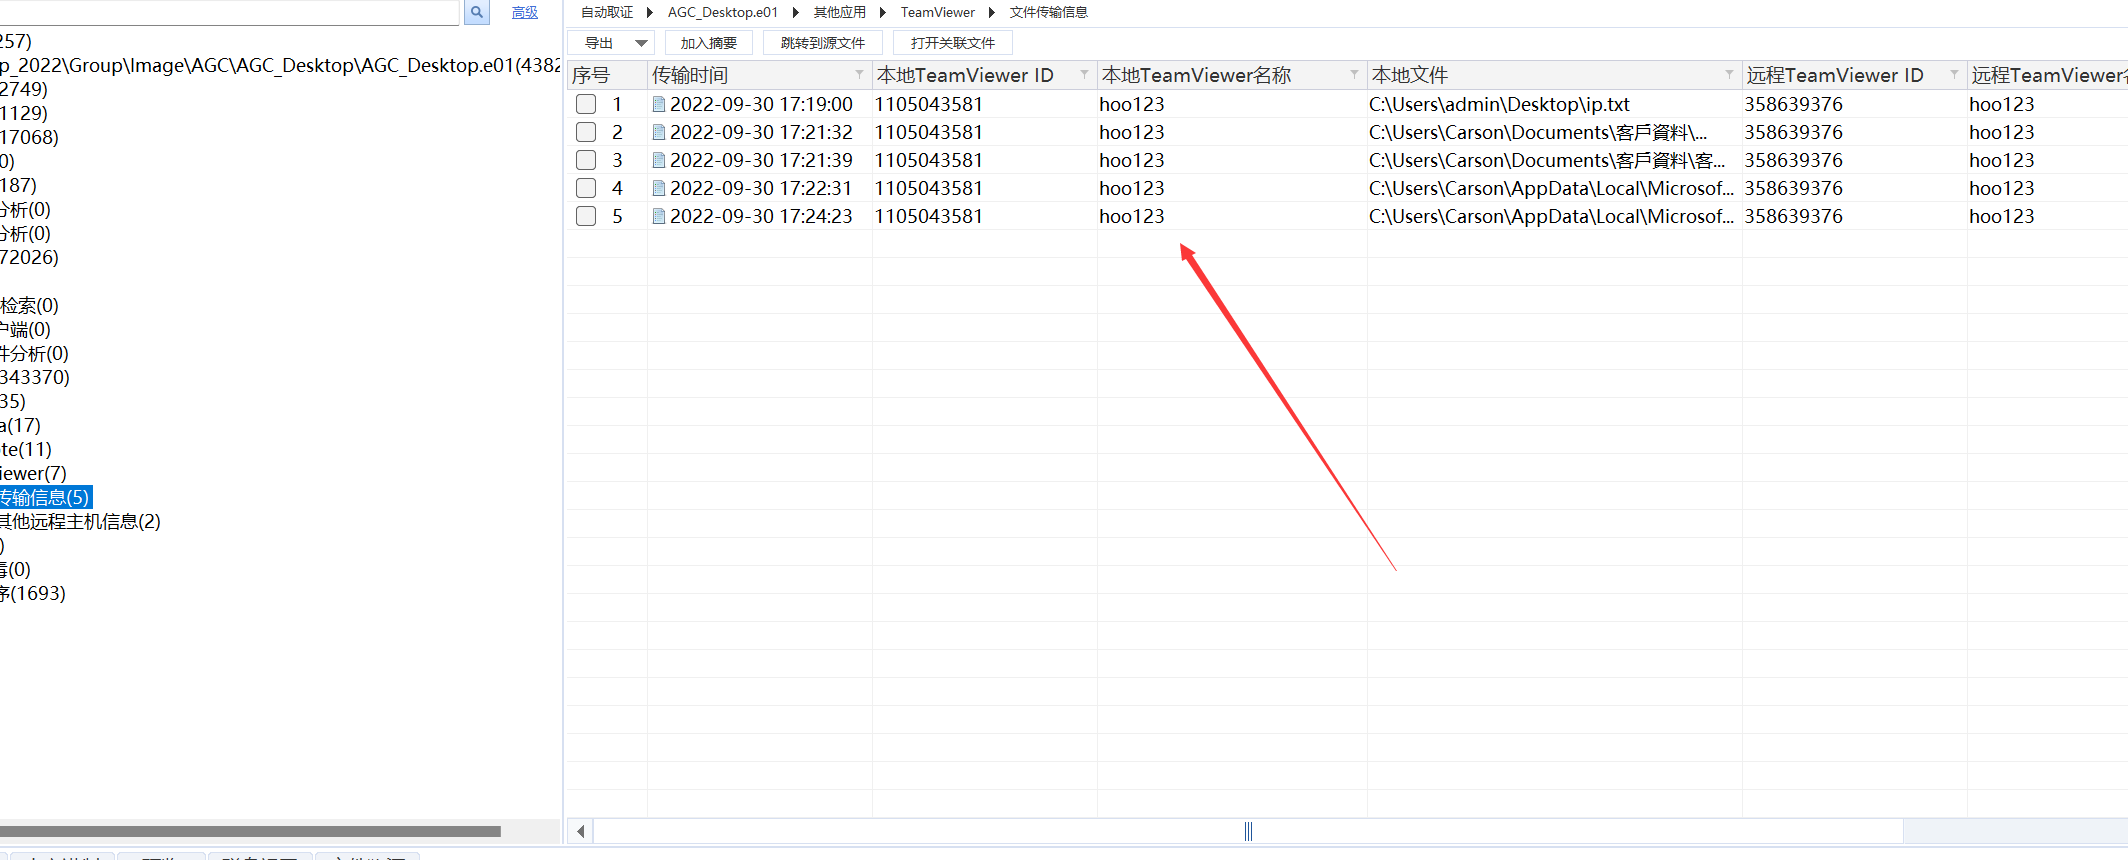 高级
257)
p_2022\Group\Image\AGC\AGC_Desktop\AGC_Desktop.e01(4382
2749)
1129)
17068)
0)
187)
分析(0)
分析(0)
72026)
检索(0)
户端(0)
件分析(0)
343370)
35)
a(17)
te(11)
iewer(7)
传输信息(5)
其他远程主机信息(2)
)
毒(0)
序(1693)
自动取证 AGC_Desktop.e01 其他应用 TeamViewer 文件传输信息
导出 加入摘要 跳转到源文件 打开关联文件
序号 传输时间 本地TeamViewer ID 本地TeamViewer名称 本地文件 远程TeamViewer ID 远程TeamViewer
1 2022-09-30 17:19:00 1105043581 hoo123 C:\Users\admin\Desktop\ip.txt 358639376 hoo123
2 2022-09-30 17:21:32 1105043581 hoo123 C:\Users\Carson\Documents\客戶資料\... 358639376 hoo123
3 2022-09-30 17:21:39 1105043581 hoo123 C:\Users\Carson\Documents\客戶資料\客... 358639376 hoo123
4 2022-09-30 17:22:31 1105043581 hoo123 C:\Users\Carson\AppData\Local\Microsof... 358639376 hoo123
5 2022-09-30 17:24:23 1105043581 hoo123 C:\Users\Carson\AppData\Local\Microsof... 358639376 hoo123